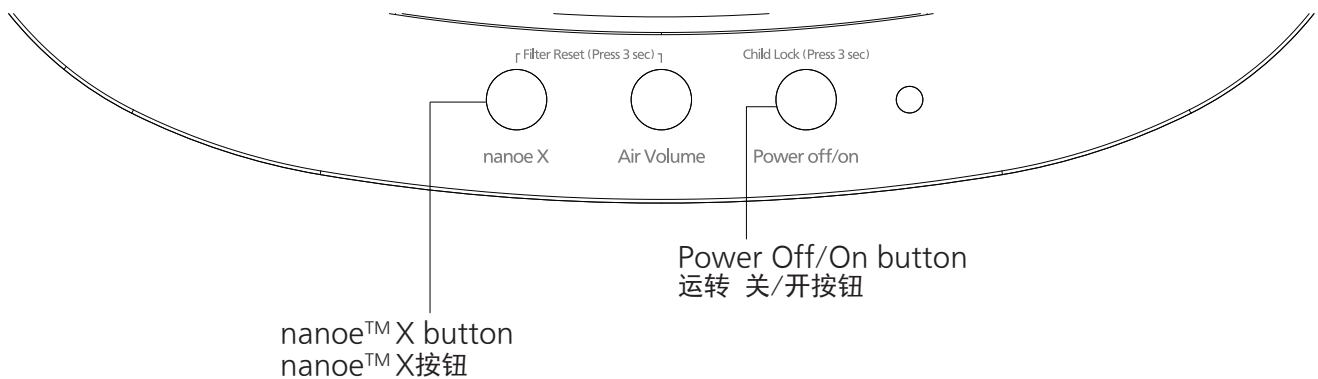 Filter Reset (Press 3 sec)
Child Lock (Press 3 sec)
nanoe X
Air Volume
Power off/on
Power Off/On button
运转 关/开按钮
nanoe™ X button
nanoe™ X按钮